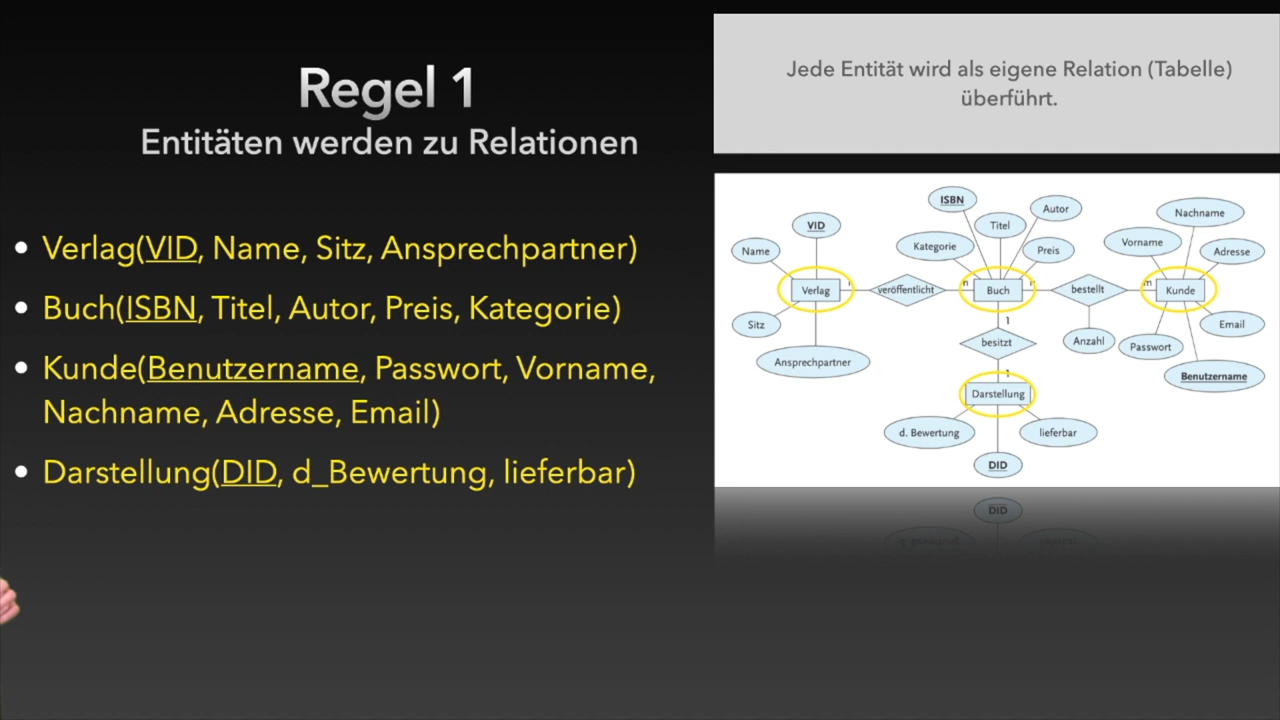 Regel 1
Entitäten werden zu Relationen
• Verlag(VID, Name, Sitz, Ansprechpartner)
• Buch(ISBN, Titel, Autor, Preis, Kategorie)
• Kunde(Benutzername, Passwort, Vorname,
Nachname, Adresse, Email)
• Darstellung(DID, d_Bewertung, lieferbar)
Jede Entität wird als eigene Relation (Tabelle)
überführt.
ISBN
Autor
Nachname
VID
Titel
Name
Kategorie
Preis
Vorname
Adresse
Verlag
veröffentlicht
n
Buch
bestellt
m
Kunde
Sitz
1
Email
besitzt
Anzahl
Passwort
Ansprechpartner
1
Benutzername
Darstellung
d. Bewertung
lieferbar
DID
DID